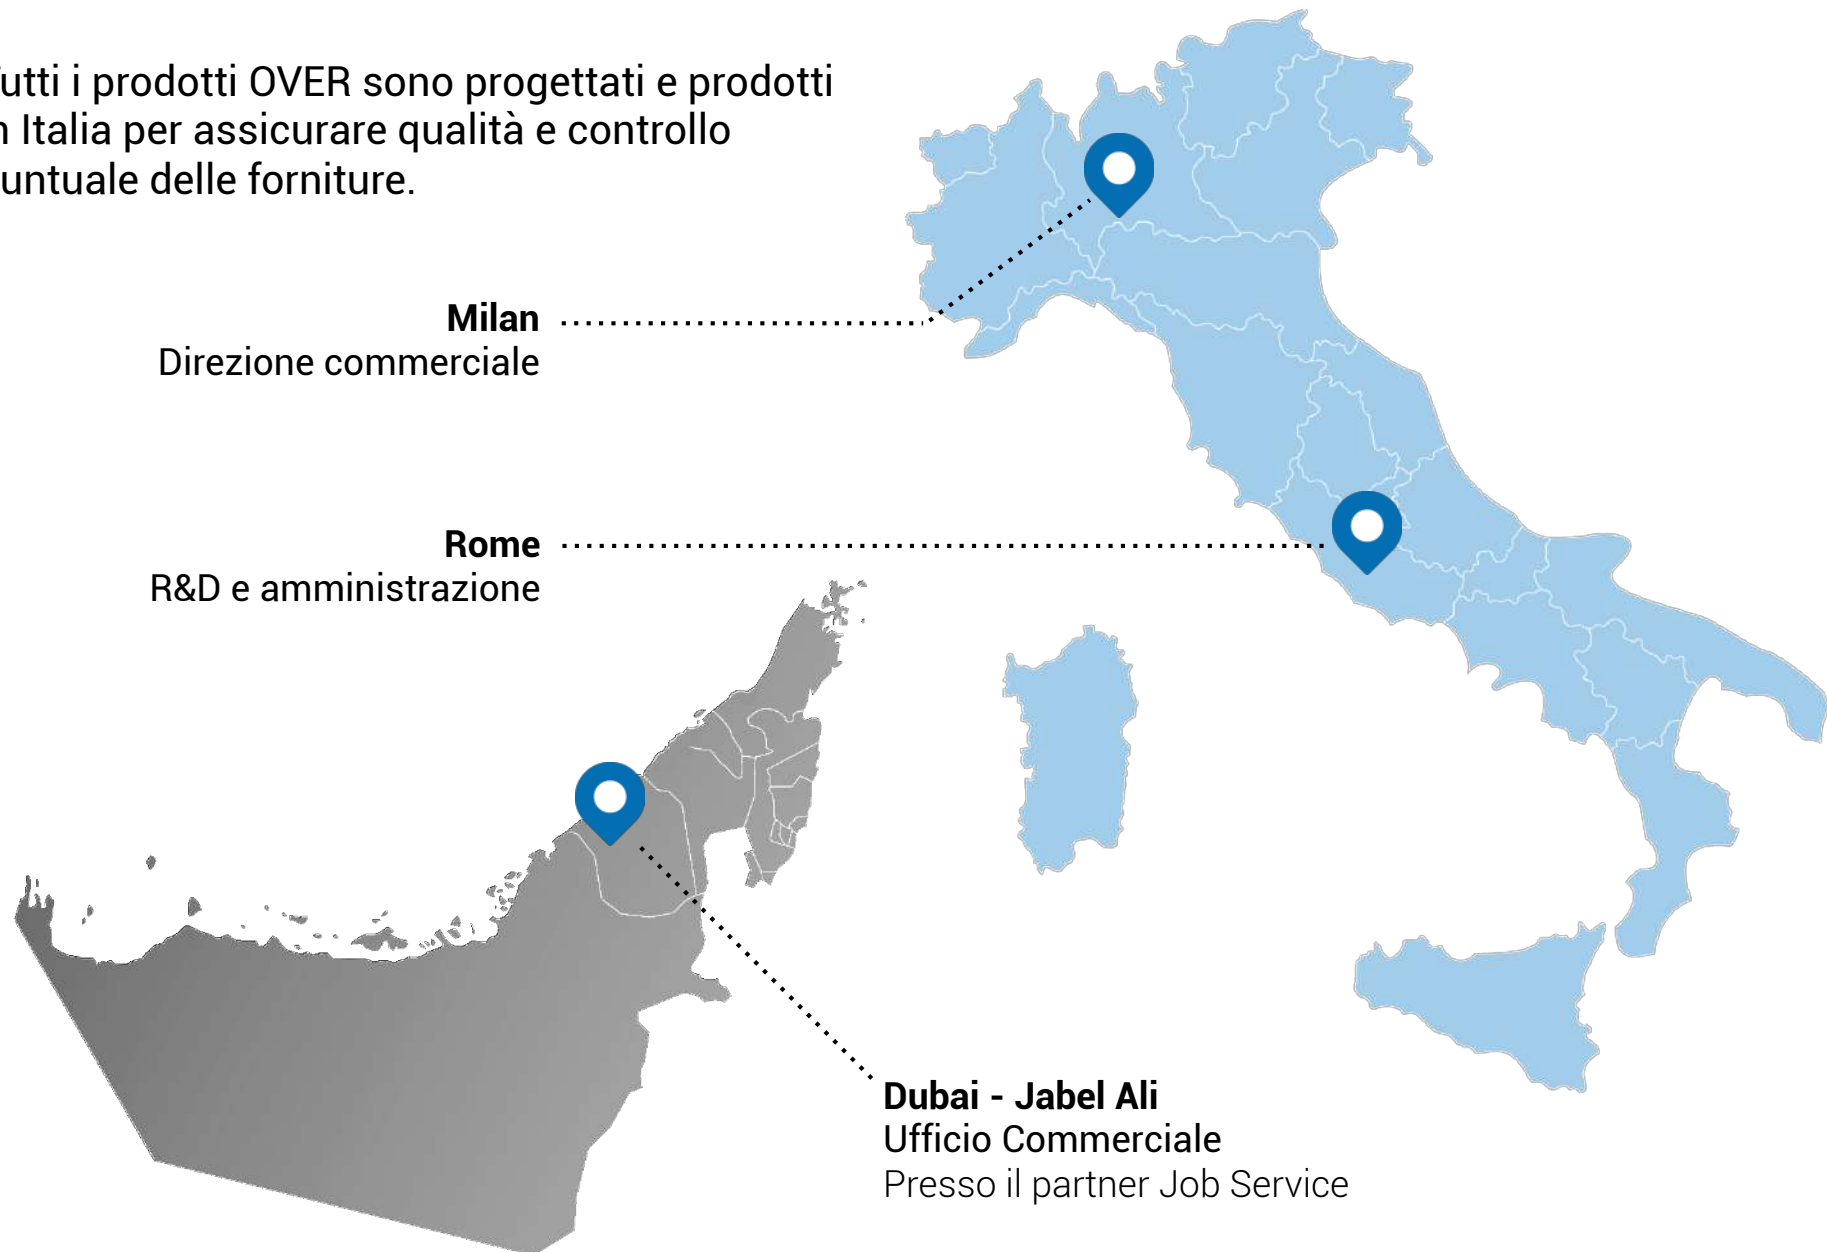 utti i prodotti OVER sono progettati e prodotti
n Italia per assicurare qualità e controllo
untuale delle forniture.
Milan
Direzione commerciale
Rome
R&D e amministrazione
Dubai - Jabel Ali
Ufficio Commerciale
Presso il partner Job Service